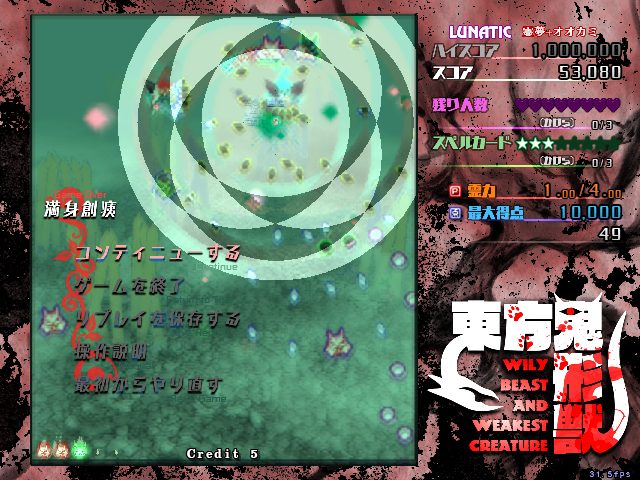 LUNATIC 霊夢+オオカミ
ハイスコア 1,000,000
スコア 53,080
残り人数
(かけら) 0/3
スペルカード ★★★★★★★★★
(かけら) 0/3
霊力 1.00/4.00
最大得点 10,000
49
Game Over
満身創痍
コンティニューする
Continue
ゲームを終了
リプレイを保存する
操作説明
最初からやり直す
Game
Credit 5
東方鬼形獣
WILY
BEAST
AND
WEAKEST
CREATURE
31.5fps